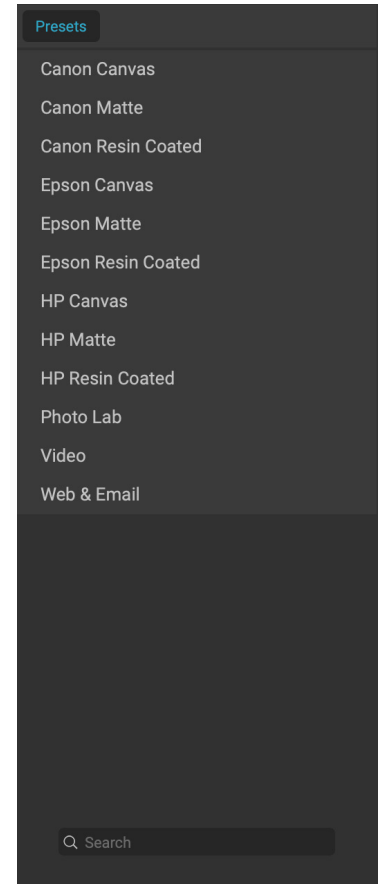 Presets
Canon Canvas
Canon Matte
Canon Resin Coated
Epson Canvas
Epson Matte
Epson Resin Coated
HP Canvas
HP Matte
HP Resin Coated
Photo Lab
Video
Web & Email
Search